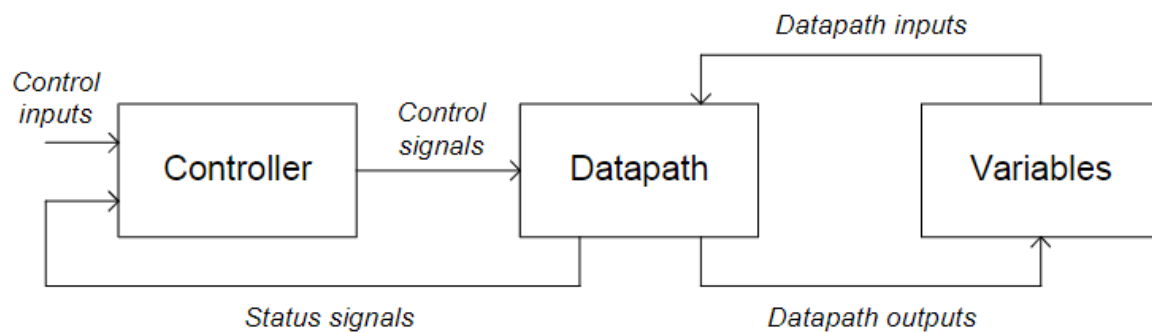 Datapath inputs
Control
inputs
Control
signals
Controller
Datapath
Variables
Status signals
Datapath outputs